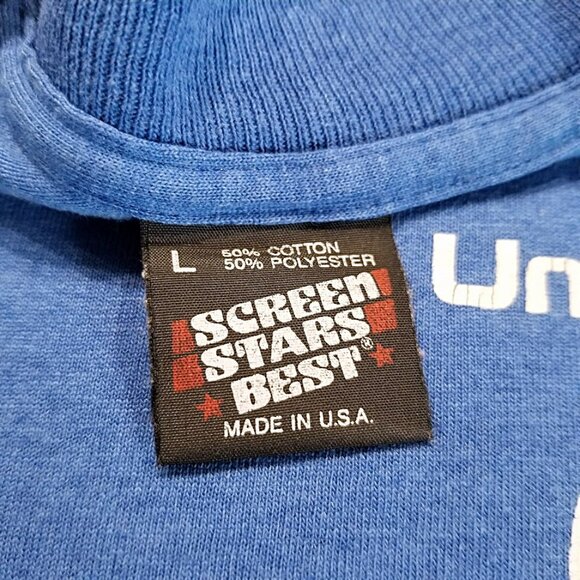 L
50% COTTON
50% POLYESTER
SCREEN
STARS
BEST®
MADE IN U.S.A.
Un